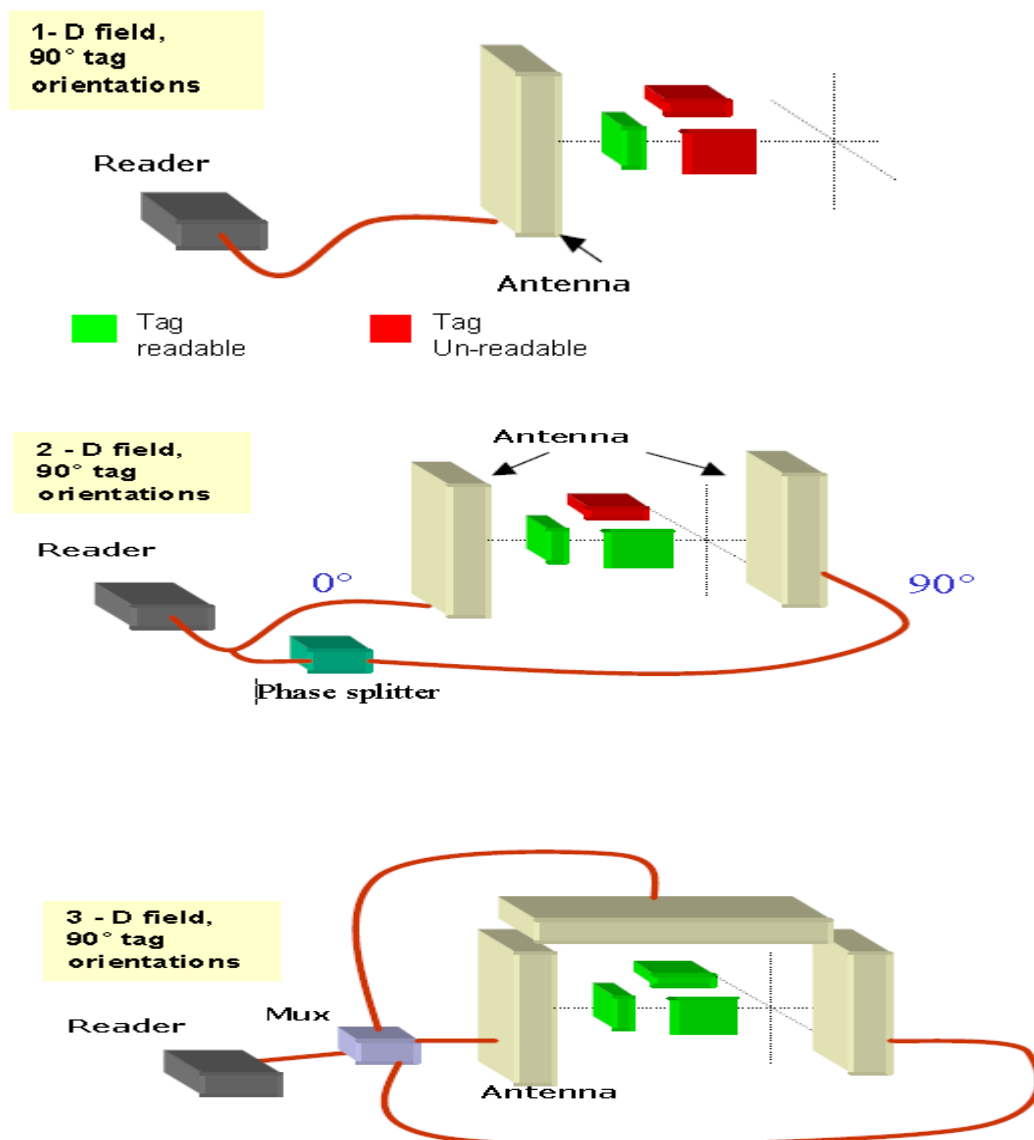 1- D field,
90° tag
orientations
Reader
Antenna
Tag
readable
Tag
Un-readable
2 - D field,
90° tag
orientations
Antenna
Reader
0°
90°
Phase splitter
3 - D field,
90° tag
orientations
Mux
Reader
Antenna